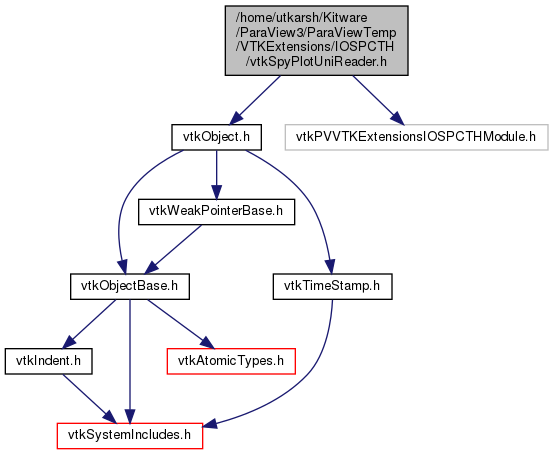 /home/utkarsh/Kitware
/ParaView3/ParaViewTemp
/VTKExtensions/IOSPCTH
/vtkSpyPlotUniReader.h
vtkObject.h
vtkPVVTKExtensionsIOSPCTHModule.h
vtkWeakPointerBase.h
vtkObjectBase.h
vtkTimeStamp.h
vtkIndent.h
vtkAtomicTypes.h
vtkSystemIncludes.h